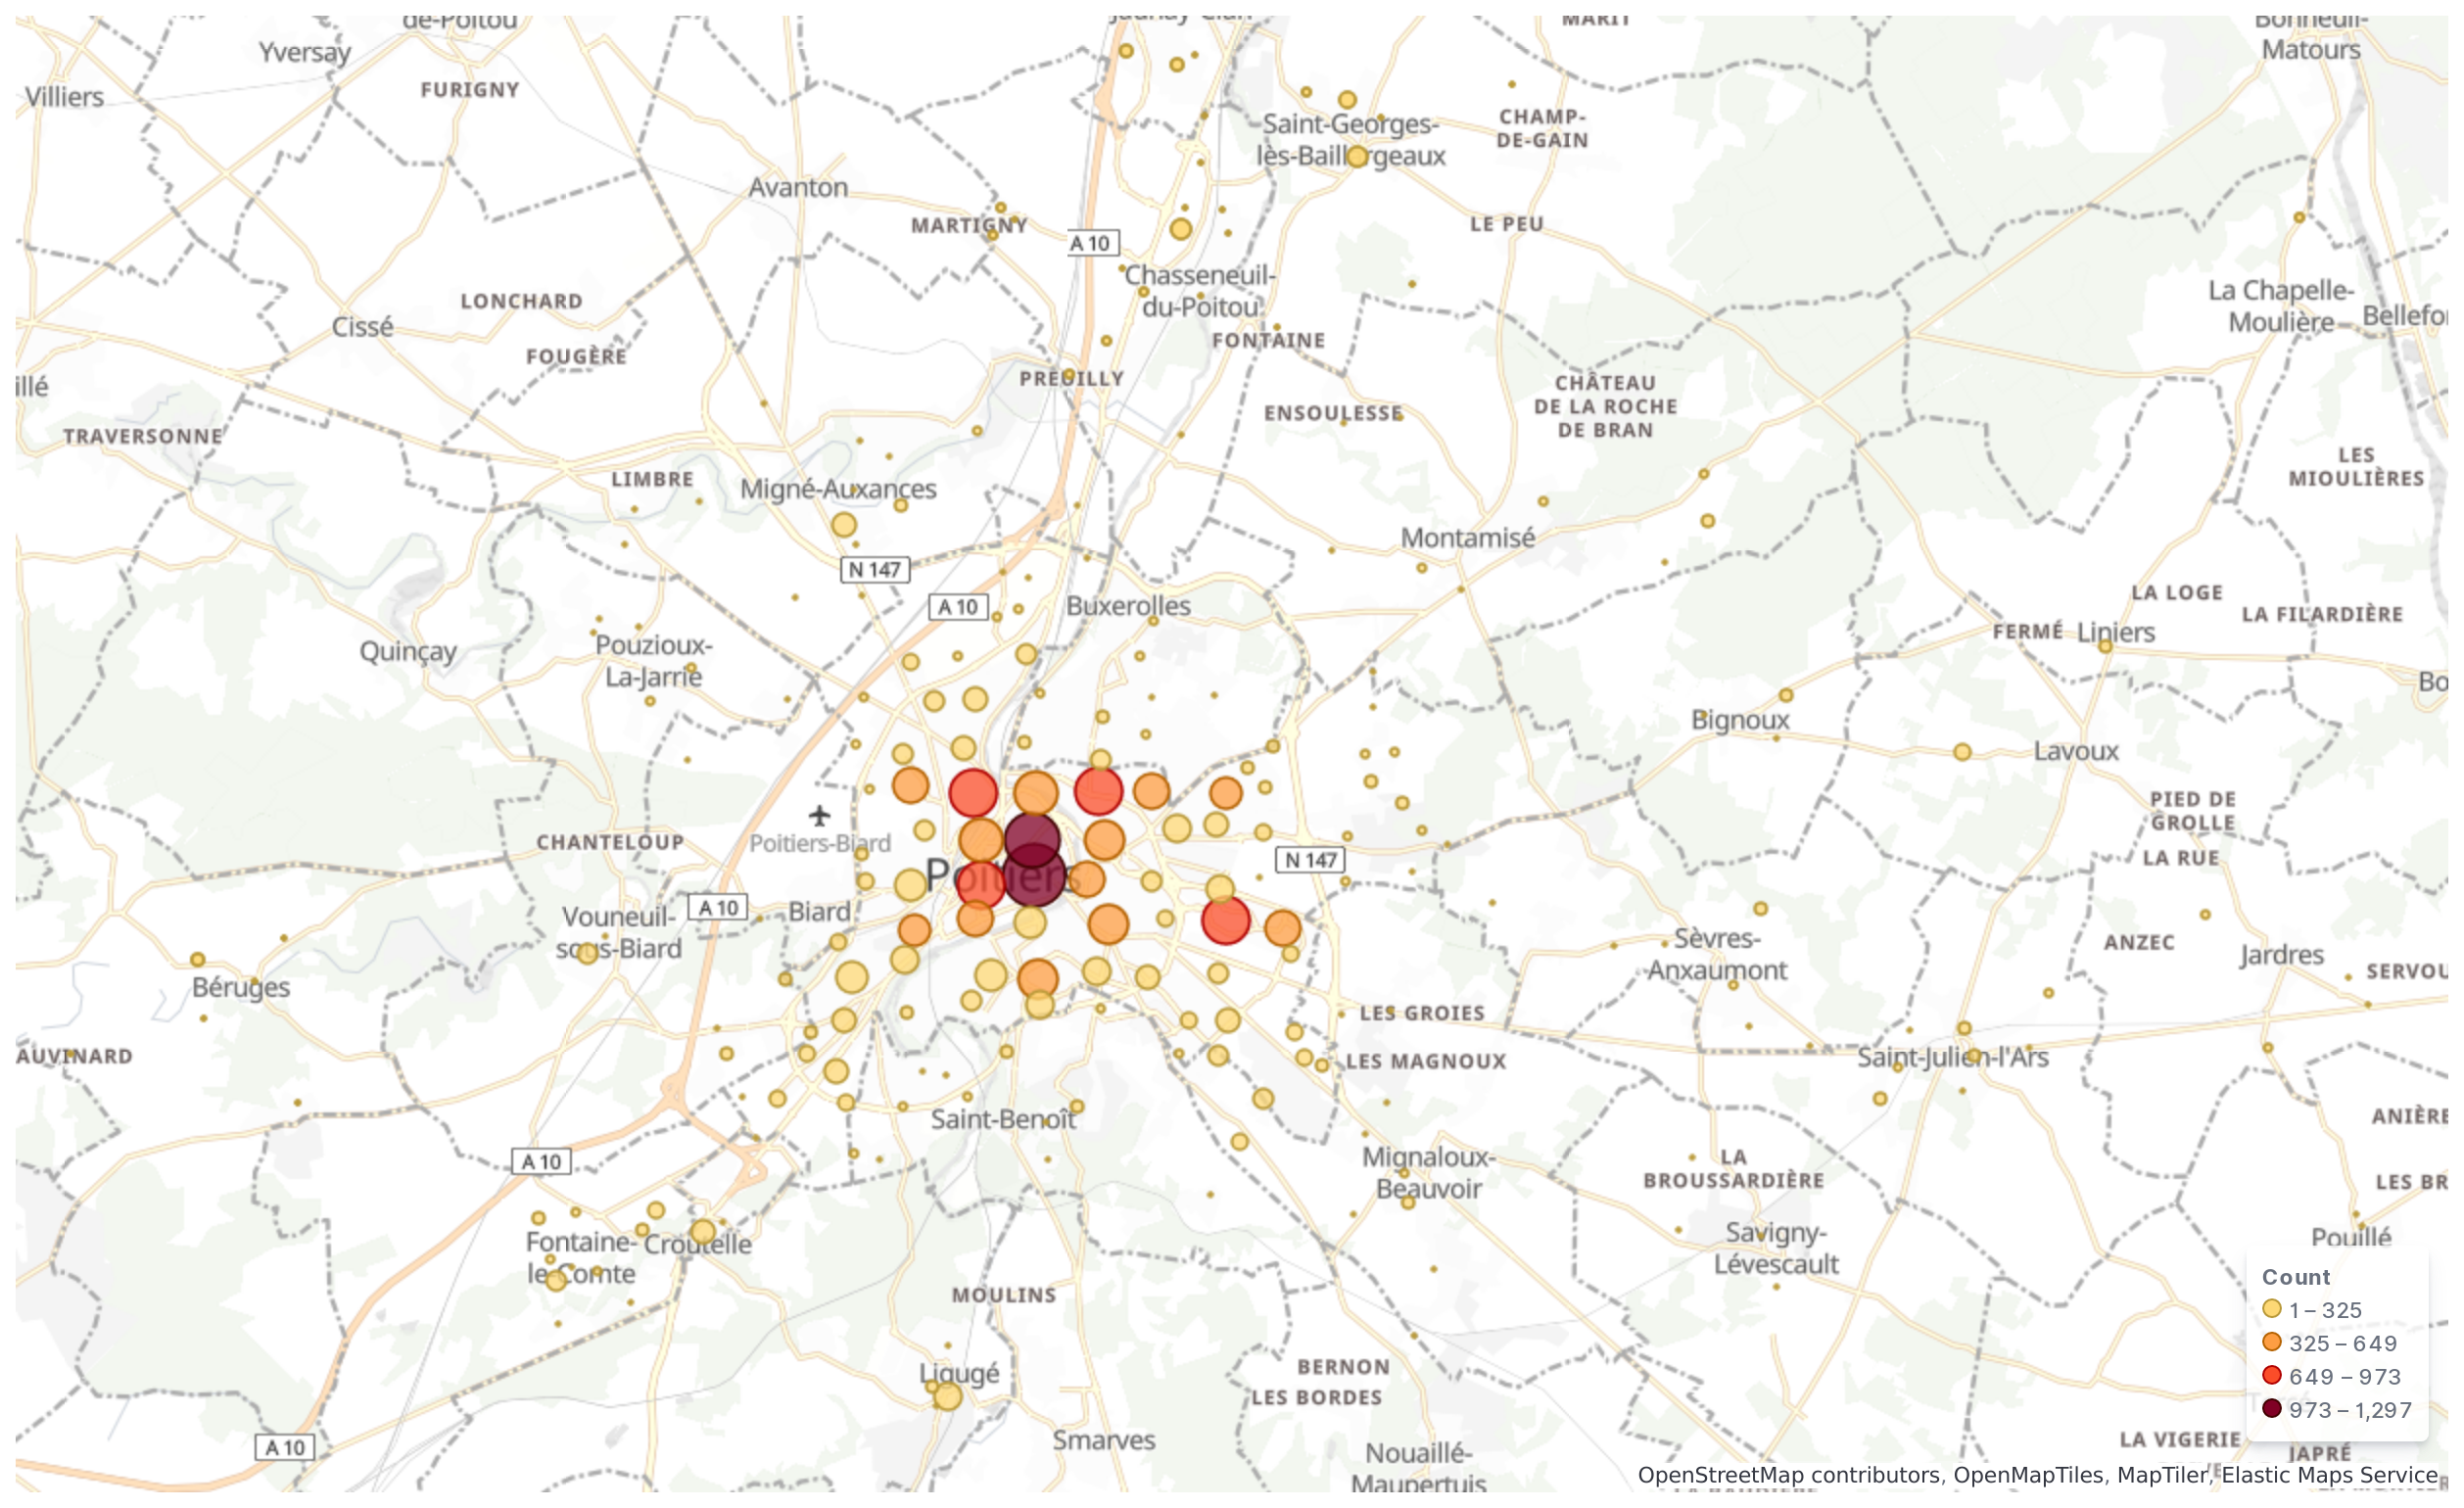 de-Poitou
Jaunay-Clan
MARIT
Bonneuil-
Matours
Yversay
FURIGNY
Villiers
Saint-Georges-
lès-Baillargeaux
CHAMP-
DE-GAIN
Avanton
MARTIGNY
A 10
LE PEU
Chasseneuil-
du-Poitou
La Chapelle-
Moulière
Bellefo
LONCHARD
Cissé
FOUGÈRE
FONTAINE
PREUILLY
illé
CHÂTEAU
DE LA ROCHE
DE BRAN
ENSOULESSE
TRAVERSONNE
LES
MIOULIÈRES
LIMBRE
Migné-Auxances
Montamisé
N 147
A 10
Buxerolles
LA LOGE
LA FILARDIÈRE
FERMÉ
Liniers
Quinçay
Pouzioux-
La-Jarrie
Bo
Bignoux
Lavoux
PIED DE
GROLLE
LA RUE
CHANTELOUP
Poitiers-Biard
Poitiers
N 147
A 10
Biard
Vouneuil-
sous-Biard
Sèvres-
Anxaumont
ANZEC
Jardres
SERVOU
Béruges
LES GROIES
AUVINARD
LES MAGNOUX
Saint-Julien-l'Ars
Saint-Benoît
ANIÈRE
A 10
Mignaloux-
Beauvoir
LA
BROUSSARDIÈRE
LES BR
Fontaine-
le-Comte
Croutelle
Savigny-
Lévescault
Pouillé
MOULINS
Count
1 – 325
325 – 649
649 – 973
973 – 1,297
Ligugé
BERNON
LES BORDES
A 10
Smarves
Nouaillé-
Maupertuis
LA VIGERIE
JAPRÉ
OpenStreetMap contributors, OpenMapTiles, MapTiler, Elastic Maps Service